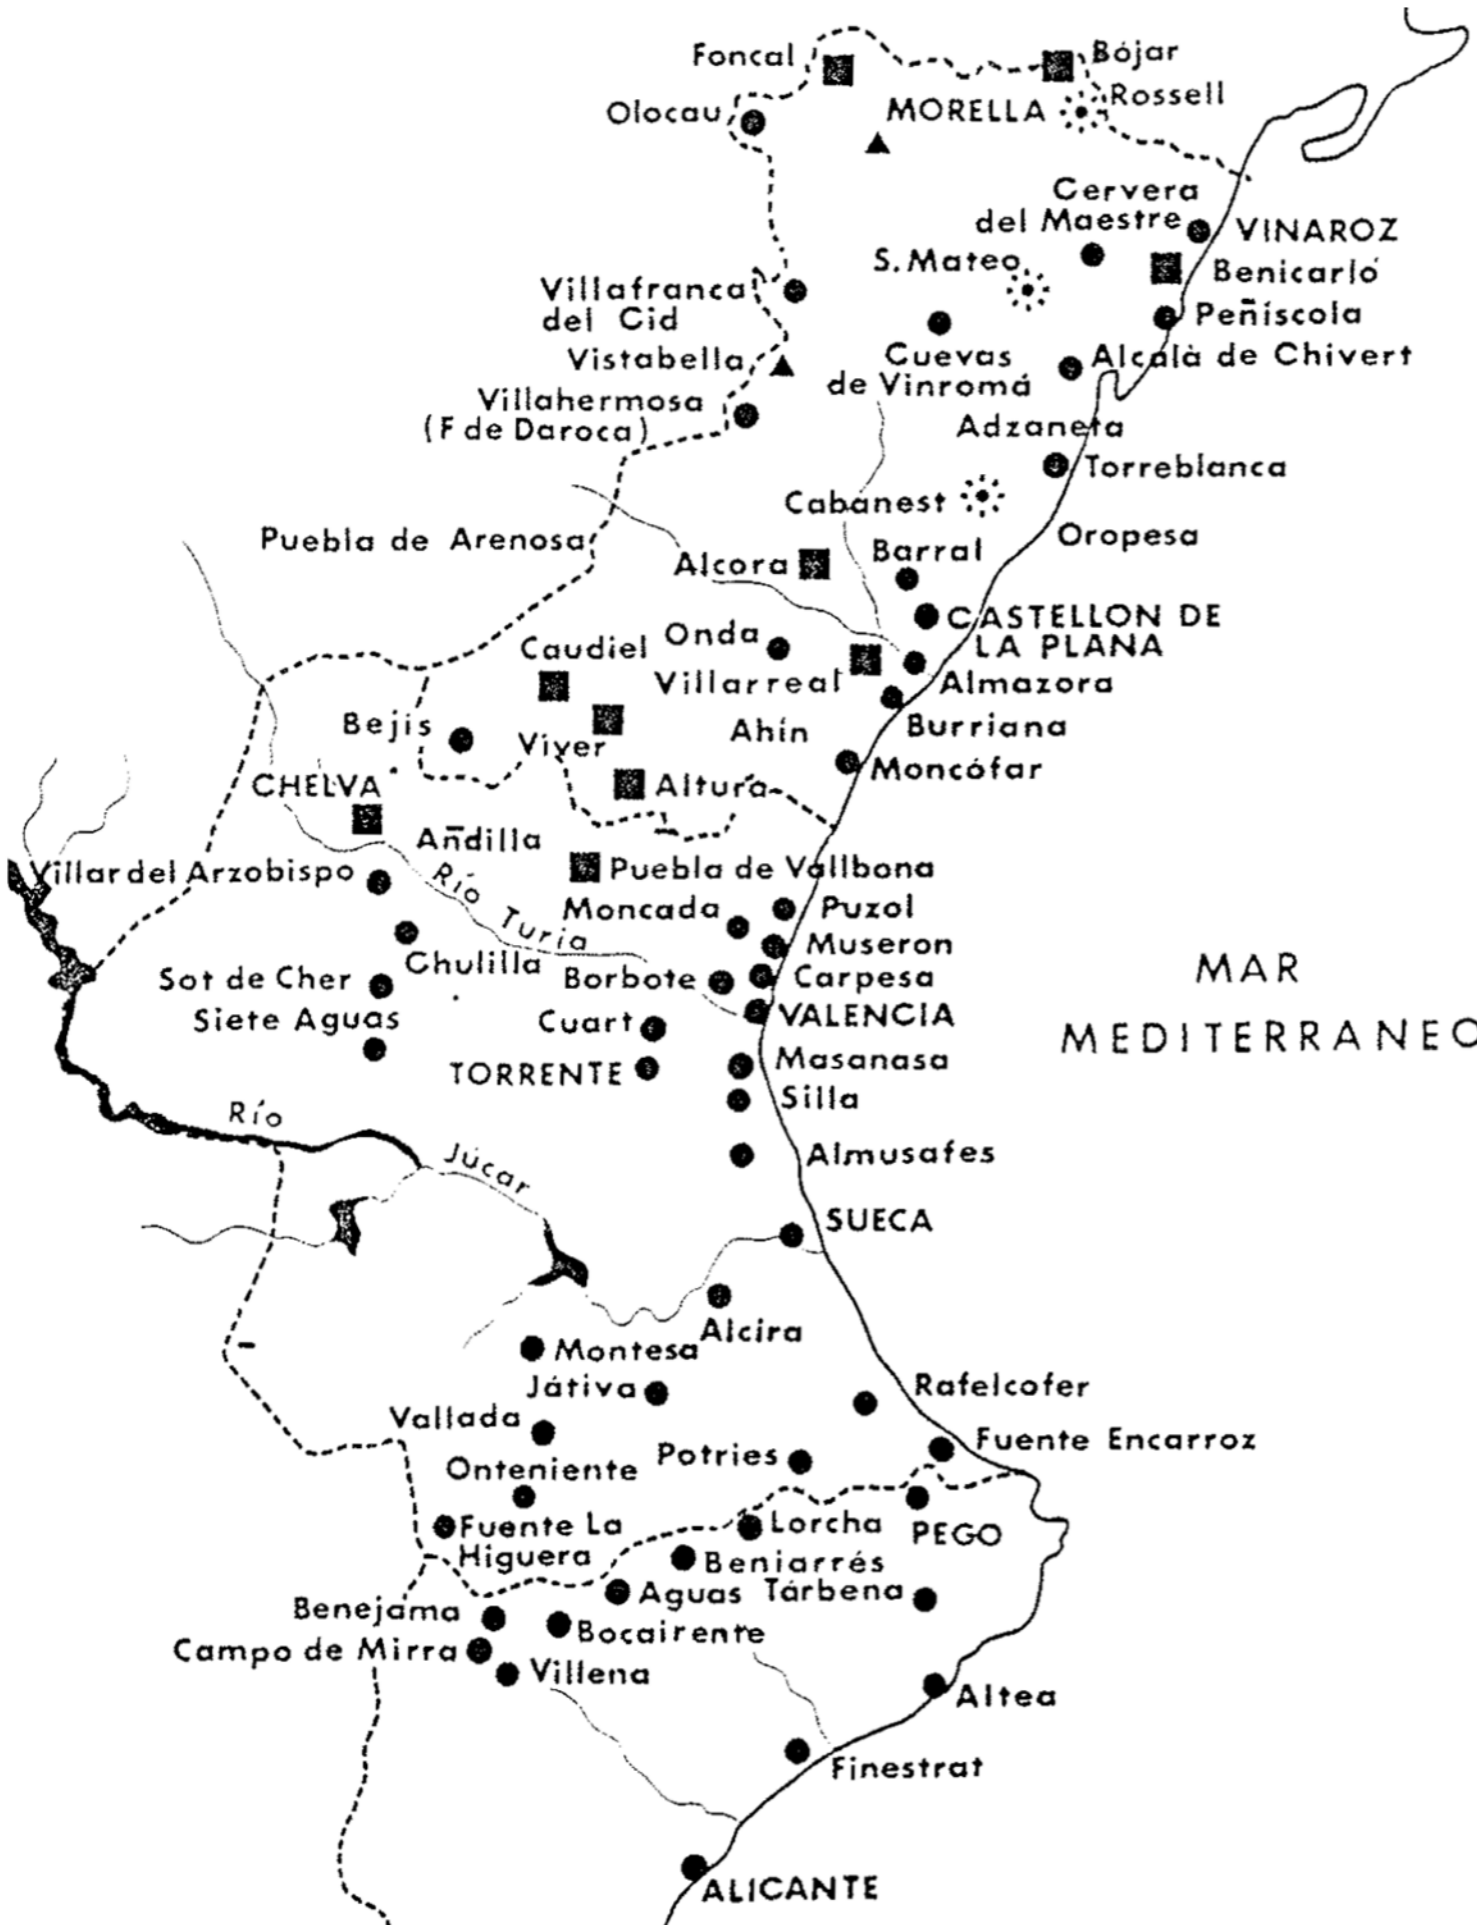 Foncal
Bójar
Olocau
MORELLA
Rossell
Cervera
del Maestre
VINAROZ
S. Mateo
Benicarló
Villafranca
del Cid
Peñíscola
Cuevas
de Vinromá
Alcalà de Chivert
Vistabella
Villahermosa
(F de Daroca)
Adzaneta
Torreblanca
Cabanest
Oropesa
Puebla de Arenosa
Barral
Alcora
CASTELLON DE
LA PLANA
Caudiel
Onda
Villarreal
Almazora
Bejis
Viver
Ahín
Burriana
Moncófar
CHELVA
Altura
Andilla
Villar del Arzobispo
Río Turia
Puebla de Vallbona
Moncada
Puzol
Museron
Chulilla
Sot de Cher
Borbote
Carpesa
MAR
MEDITERRANEO
Siete Aguas
Cuart
VALENCIA
TORRENTE
Masanasa
Silla
Río
Júcar
Almusafes
SUECA
Alcira
Montesa
Játiva
Rafelcofer
Vallada
Fuente Encarroz
Onteniente
Potries
Fuente La
Higuera
Lorcha
PEGO
Beniarrés
Aguas
Tárbena
Benejama
Bocairente
Campo de Mirra
Villena
Altea
Finestrat
ALICANTE